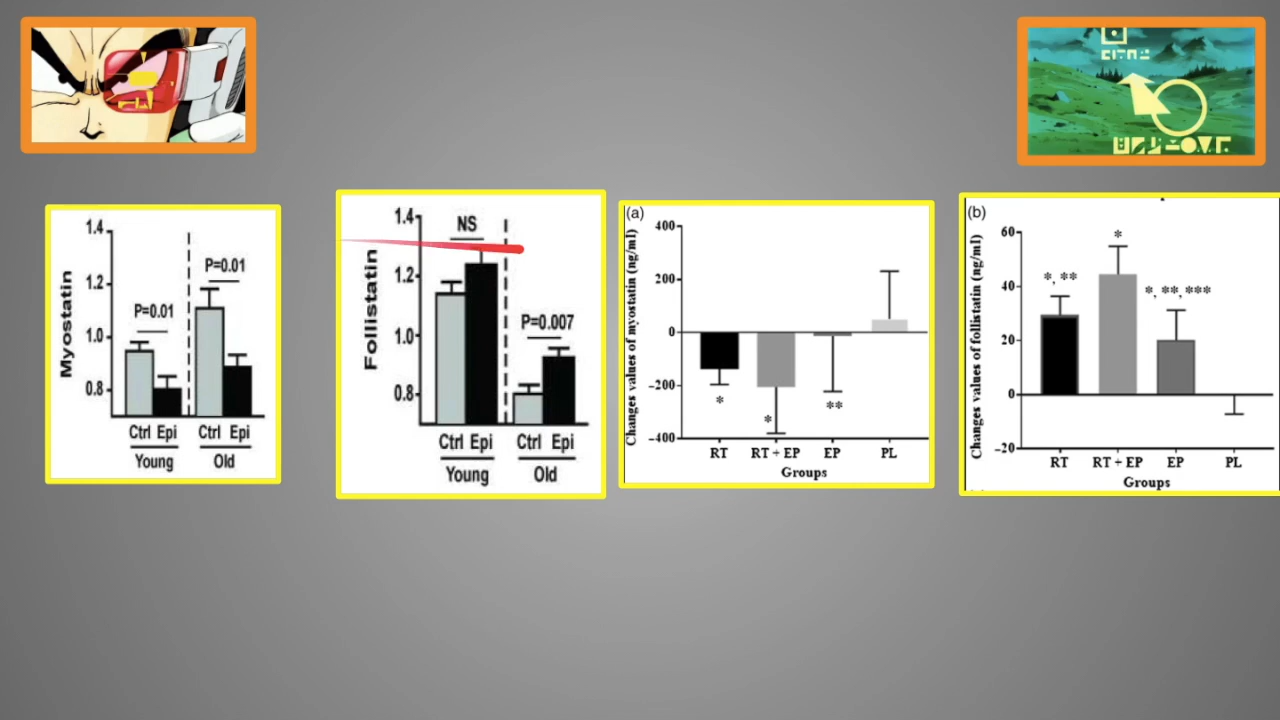 1.4
1.2
1.0
0.8
Myostatin
P=0.01
P=0.01
Ctrl Epi
Ctrl Epi
Young
Old
1.4
1.2
1.0
0.8
Follistatin
NS
P=0.007
Ctrl Epi
Ctrl Epi
Young
Old
(a)
Changes values of myostatin (ng/ml)
400
200
0
-200
-400
*
*
**
RT
RT + EP
EP
PL
Groups
(b)
Changes values of follistatin (ng/ml)
60
40
20
0
-20
*, **
*
*, **, ***
RT
RT + EP
EP
PL
Groups